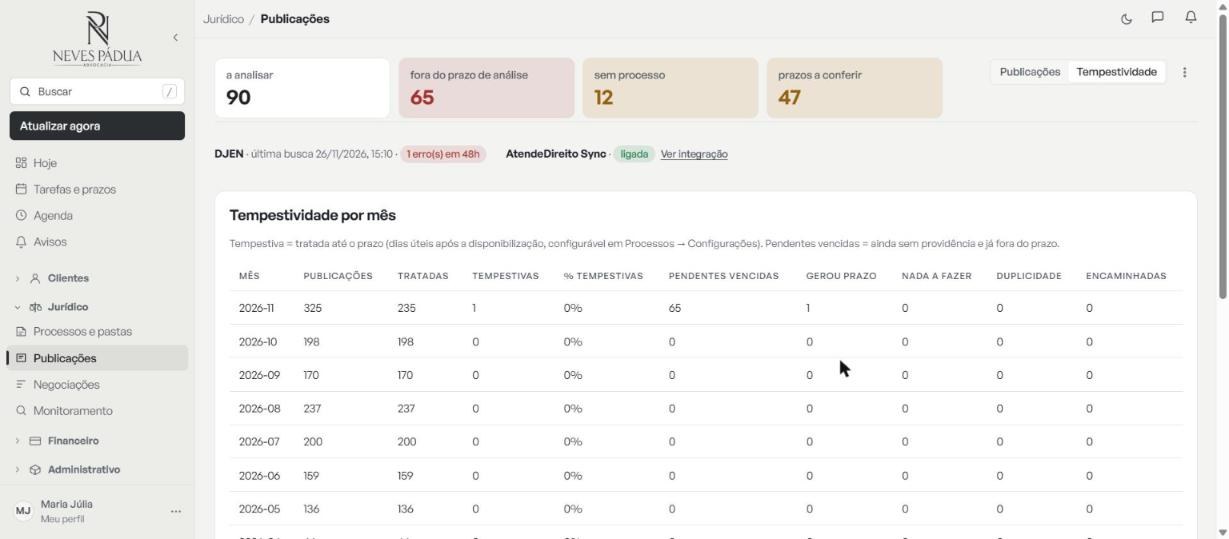 NEVES PÁDUA
ADVOCACIA
Jurídico / Publicações
Buscar /
Atualizar agora
Hoje
Tarefas e prazos
Agenda
Avisos
Clientes
Jurídico
Processos e pastas
Publicações
Negociações
Monitoramento
Financeiro
Administrativo
MJ Maria Júlia
Meu perfil
a analisar
90
fora do prazo de análise
65
sem processo
12
prazos a conferir
47
Publicações Tempestividade
DJEN · última busca 26/11/2026, 15:10 · 1 erro(s) em 48h AtendeDireito Sync · ligada Ver integração
Tempestividade por mês
Tempestiva = tratada até o prazo (dias úteis após a disponibilização, configurável em Processos → Configurações). Pendentes vencidas = ainda sem providência e já fora do prazo.
MÊS PUBLICAÇÕES TRATADAS TEMPESTIVAS % TEMPESTIVAS PENDENTES VENCIDAS GEROU PRAZO NADA A FAZER DUPLICIDADE ENCAMINHADAS
2026-11 325 235 1 0% 65 1 0 0 0
2026-10 198 198 0 0% 0 0 0 0 0
2026-09 170 170 0 0% 0 0 0 0 0
2026-08 237 237 0 0% 0 0 0 0 0
2026-07 200 200 0 0% 0 0 0 0 0
2026-06 159 159 0 0% 0 0 0 0 0
2026-05 136 136 0 0% 0 0 0 0 0